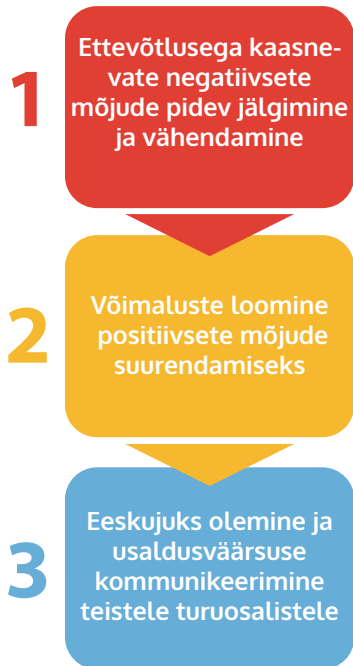 1
Ettevõtlusega kaasne-
vate negatiivsete
mõjude pidev jälgimine
ja vähendamine
2
Võimaluste loomine
positiivsete mõjude
suurendamiseks
3
Eeskujuks olemine ja
usaldusväärsuse
kommunikeerimine
teistele turuosalistele